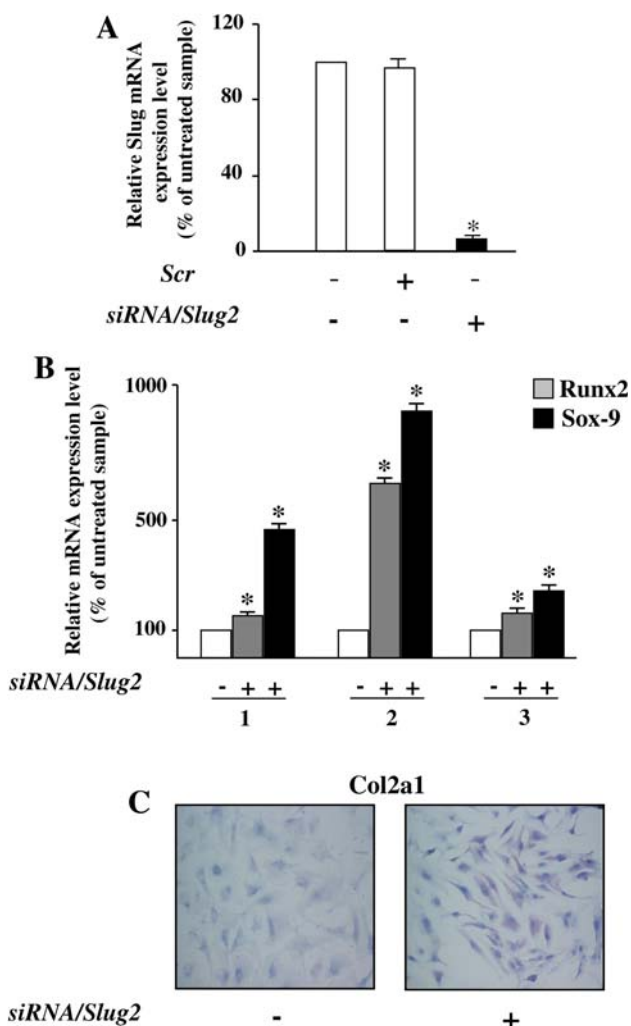 A
Relative Slug mRNA
expression level
(% of untreated sample)
120
80
40
0
*
Scr - + -
siRNA/Slug2 - - +
B
Relative mRNA expression level
(% of untreated sample)
1000
500
100
Runx2
Sox-9
* * * * * *
siRNA/Slug2 - + + - + + - + +
1 2 3
Col2a1
C
siRNA/Slug2 - +